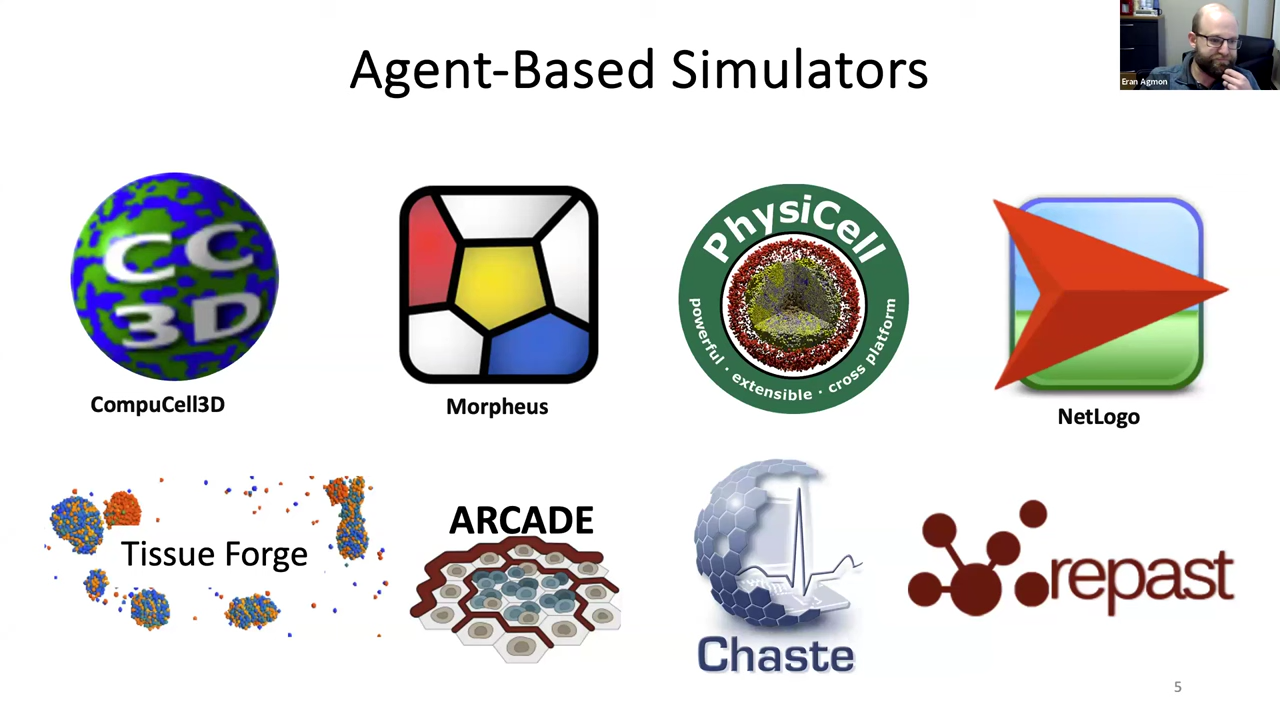 Agent-Based Simulators
Eran Agmon
CC
3D
CompuCell3D
Morpheus
PhysiCell
powerful · extensible · cross platform
NetLogo
Tissue Forge
ARCADE
Chaste
repast
5